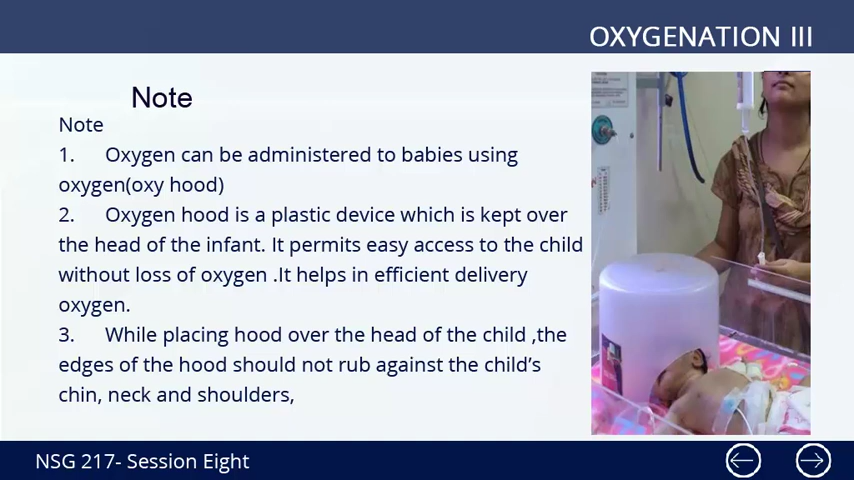 OXYGENATION III
Note
Note
1. Oxygen can be administered to babies using
oxygen(oxy hood)
2. Oxygen hood is a plastic device which is kept over
the head of the infant. It permits easy access to the child
without loss of oxygen .It helps in efficient delivery
oxygen.
3. While placing hood over the head of the child ,the
edges of the hood should not rub against the child’s
chin, neck and shoulders,
NSG 217- Session Eight